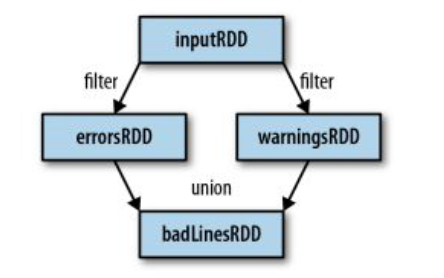 inputRDD
filter
filter
errorsRDD
warningsRDD
union
badLinesRDD